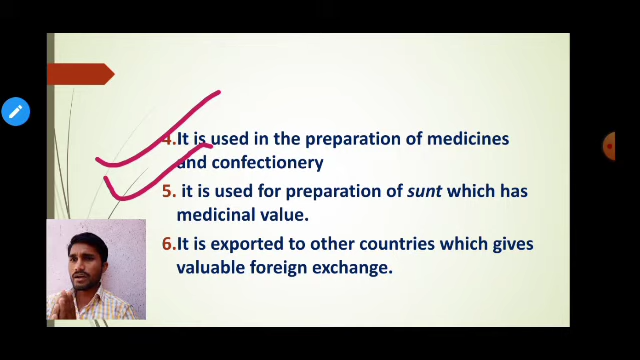 4.It is used in the preparation of medicines
and confectionery
5. it is used for preparation of sunt which has
medicinal value.
6.It is exported to other countries which gives
valuable foreign exchange.